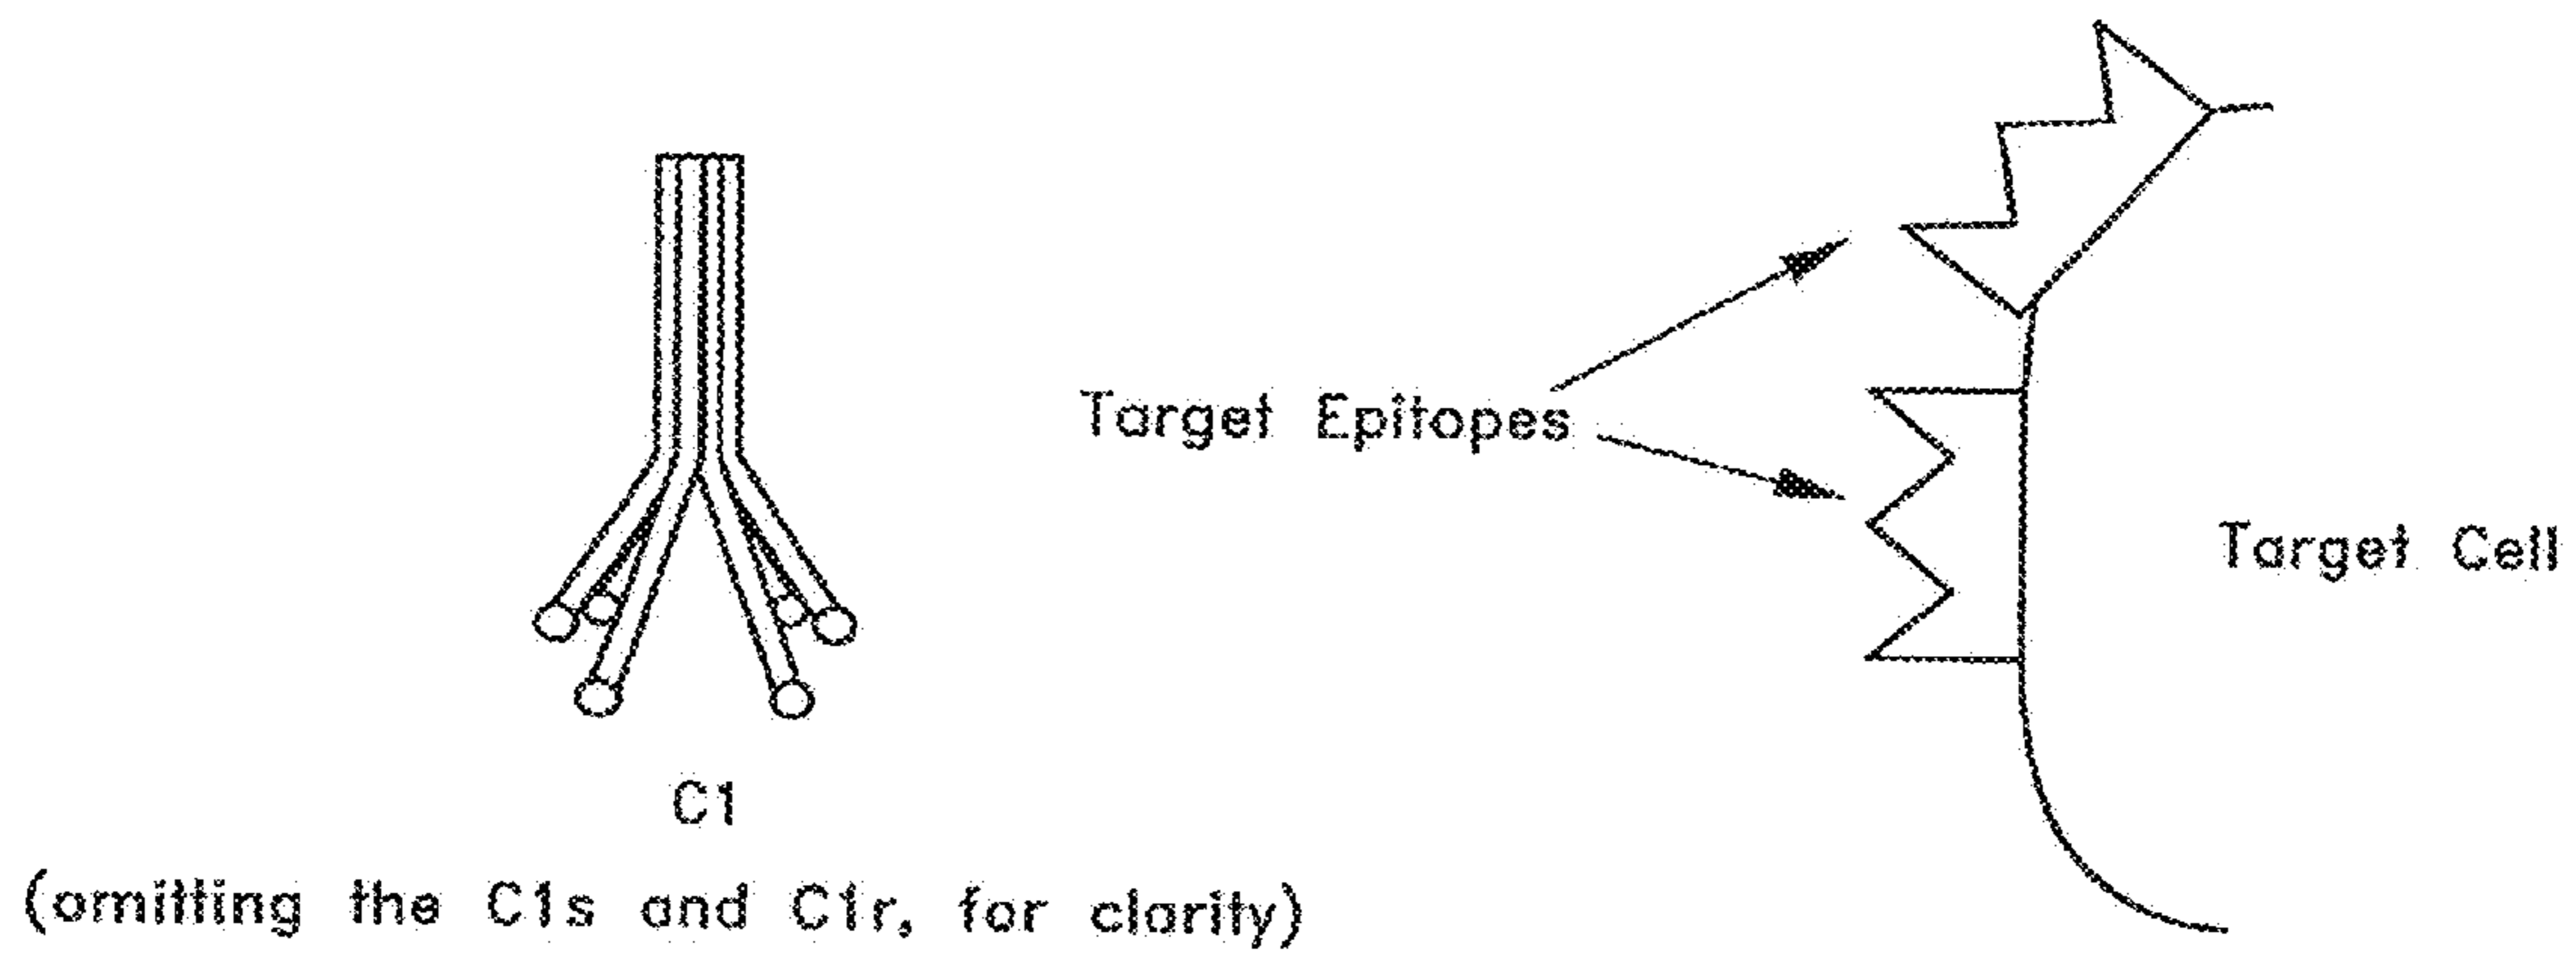 Target Epitopes
Target Cell
C1
(omitting the C1s and C1r, for clarity)